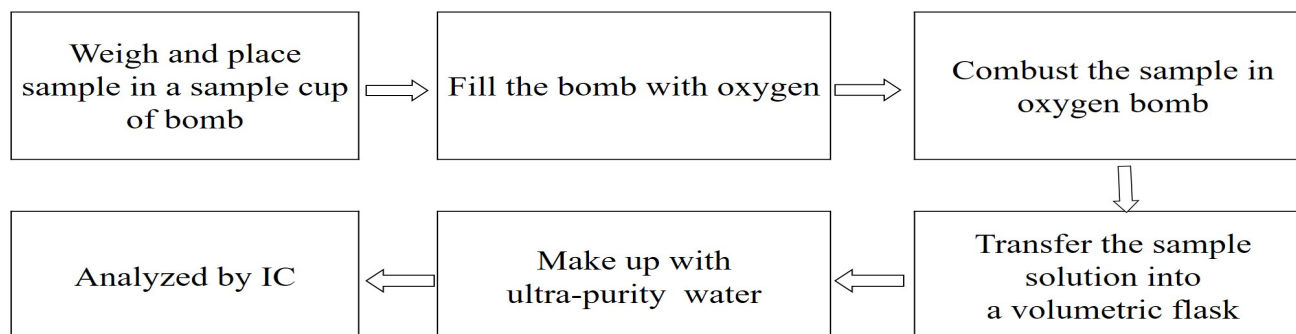 Weigh and place
sample in a sample cup
of bomb
Fill the bomb with oxygen
Combust the sample in
oxygen bomb
Transfer the sample
solution into
a volumetric flask
Make up with
ultra-purity water
Analyzed by IC